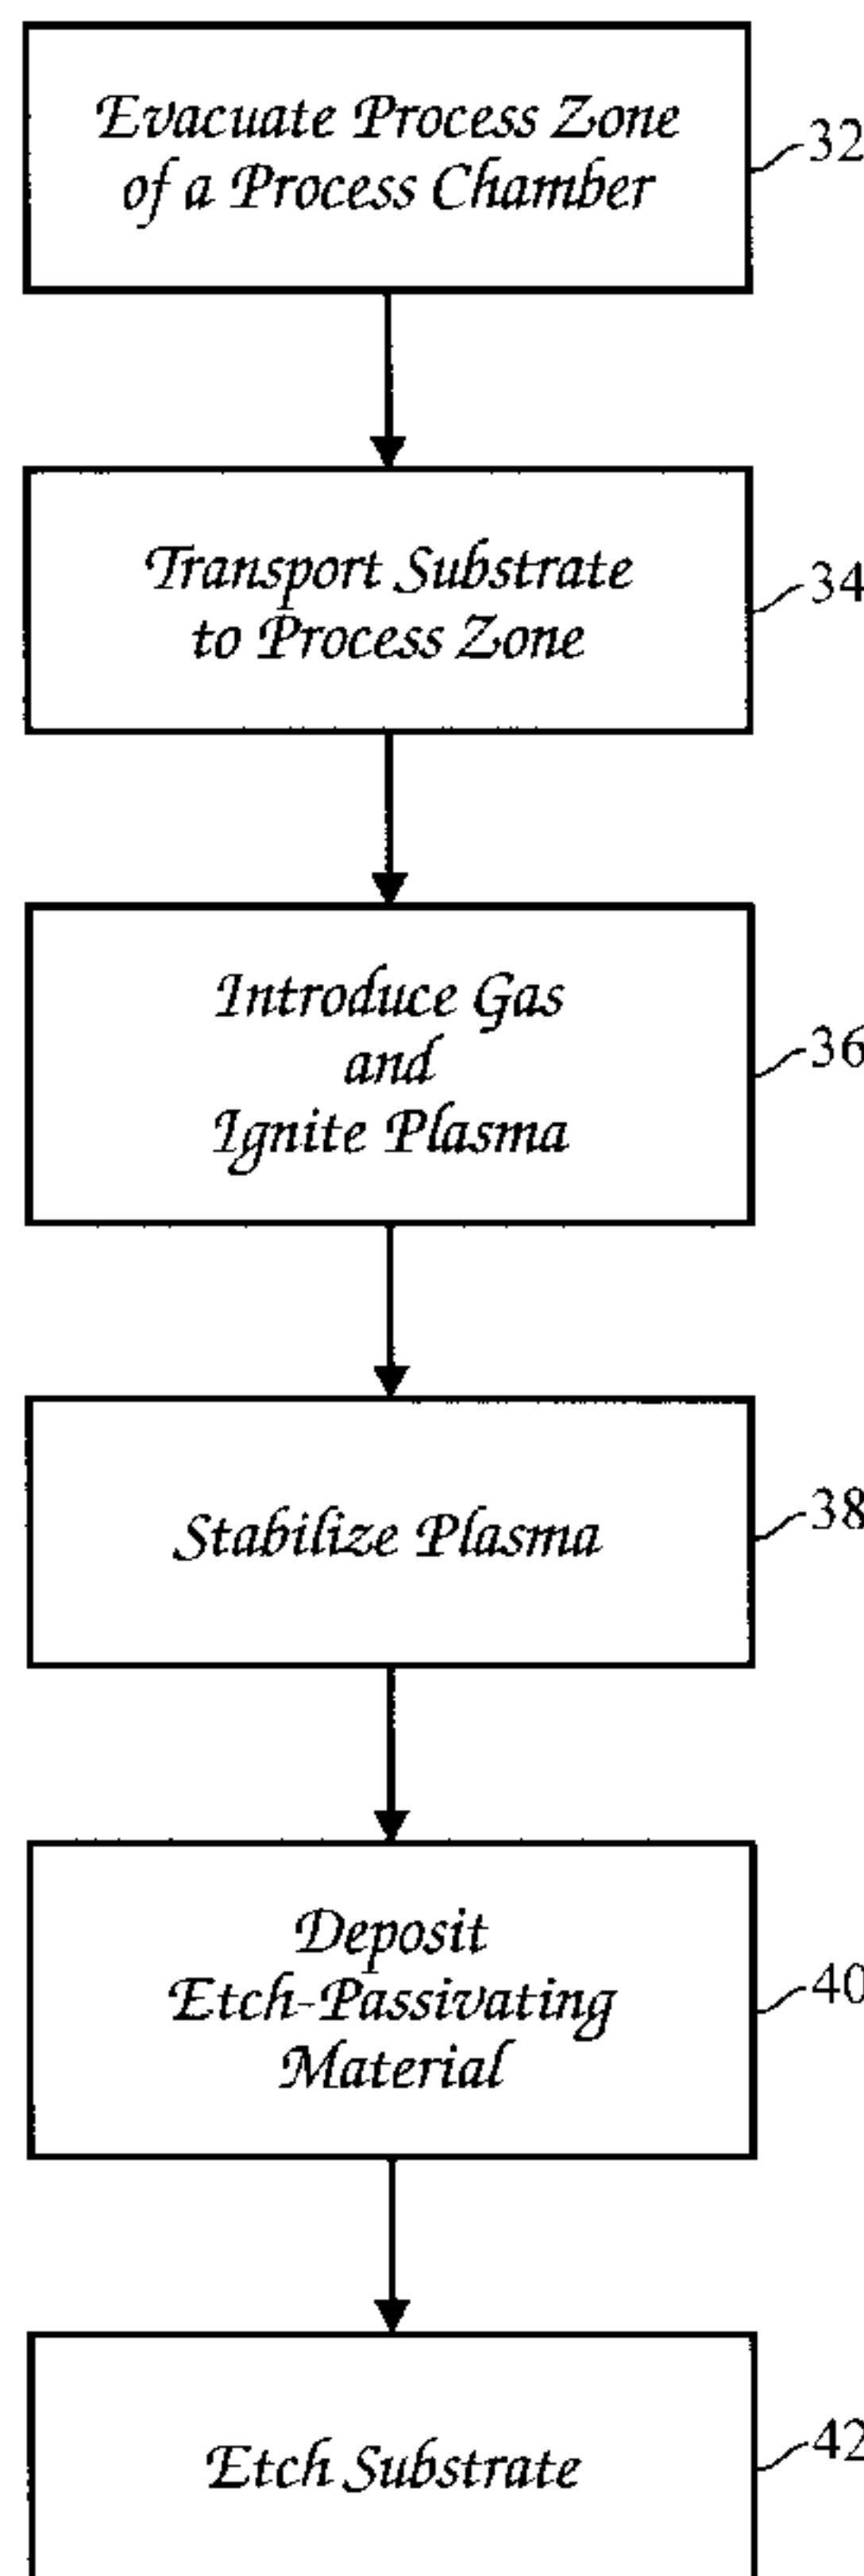 Evacuate Process Zone
of a Process Chamber
32
Transport Substrate
to Process Zone
34
Introduce Gas
and
Ignite Plasma
36
Stabilize Plasma
38
Deposit
Etch-Passivating
Material
40
Etch Substrate
42